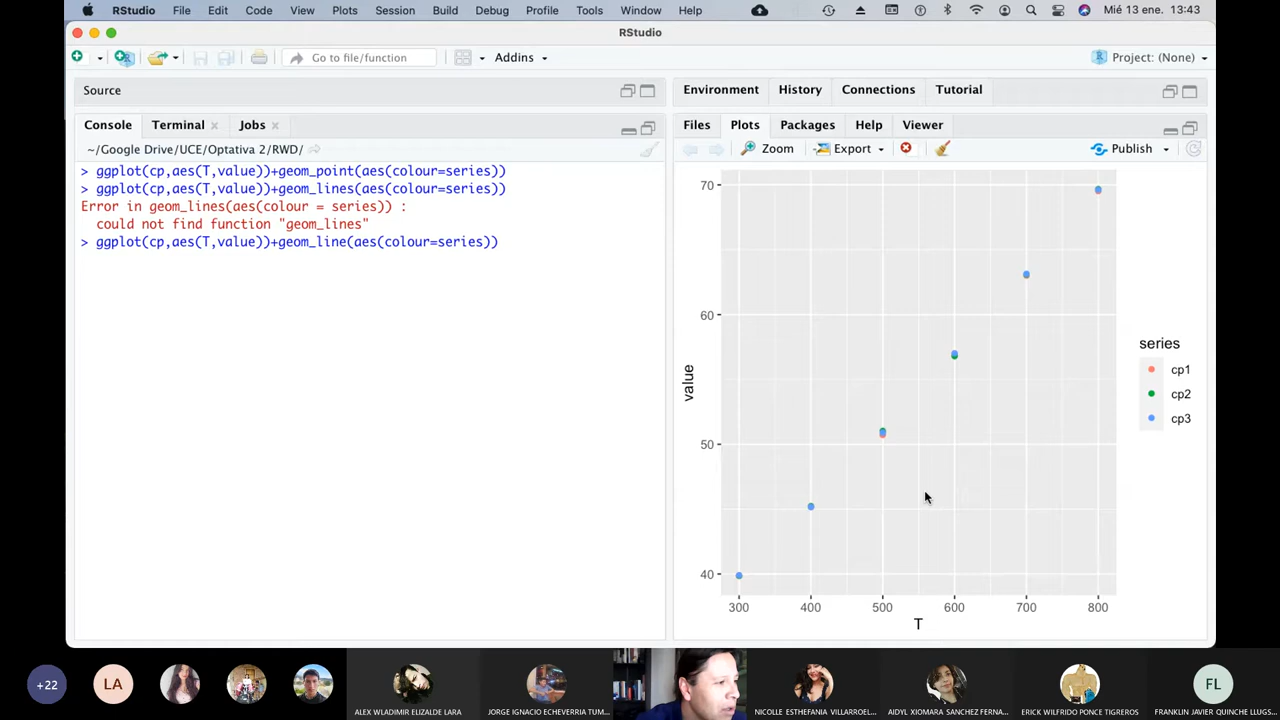 RStudio File Edit Code View Plots Session Build Debug Profile Tools Window Help Mié 13 ene. 13:43
RStudio
Go to file/function Addins Project: (None)
Source
Environment History Connections Tutorial
Console Terminal Jobs
Files Plots Packages Help Viewer
~/Google Drive/UCE/Optativa 2/RWD/
Zoom Export Publish
> ggplot(cp,aes(T,value))+geom_point(aes(colour=series))
> ggplot(cp,aes(T,value))+geom_lines(aes(colour=series))
Error in geom_lines(aes(colour = series)) :
could not find function "geom_lines"
> ggplot(cp,aes(T,value))+geom_line(aes(colour=series))
70
60
50
40
value
300 400 500 600 700 800
T
series
cp1
cp2
cp3
+22
LA
FL
ALEX WLADIMIR ELIZALDE LARA
JORGE IGNACIO ECHEVERRIA TUM...
NICOLLE ESTHEFANIA VILLARROEL...
AIDYL XIOMARA SANCHEZ FERNA...
ERICK WILFRIDO PONCE TIGREROS
FRANKLIN JAVIER QUINCHE LLUGS...